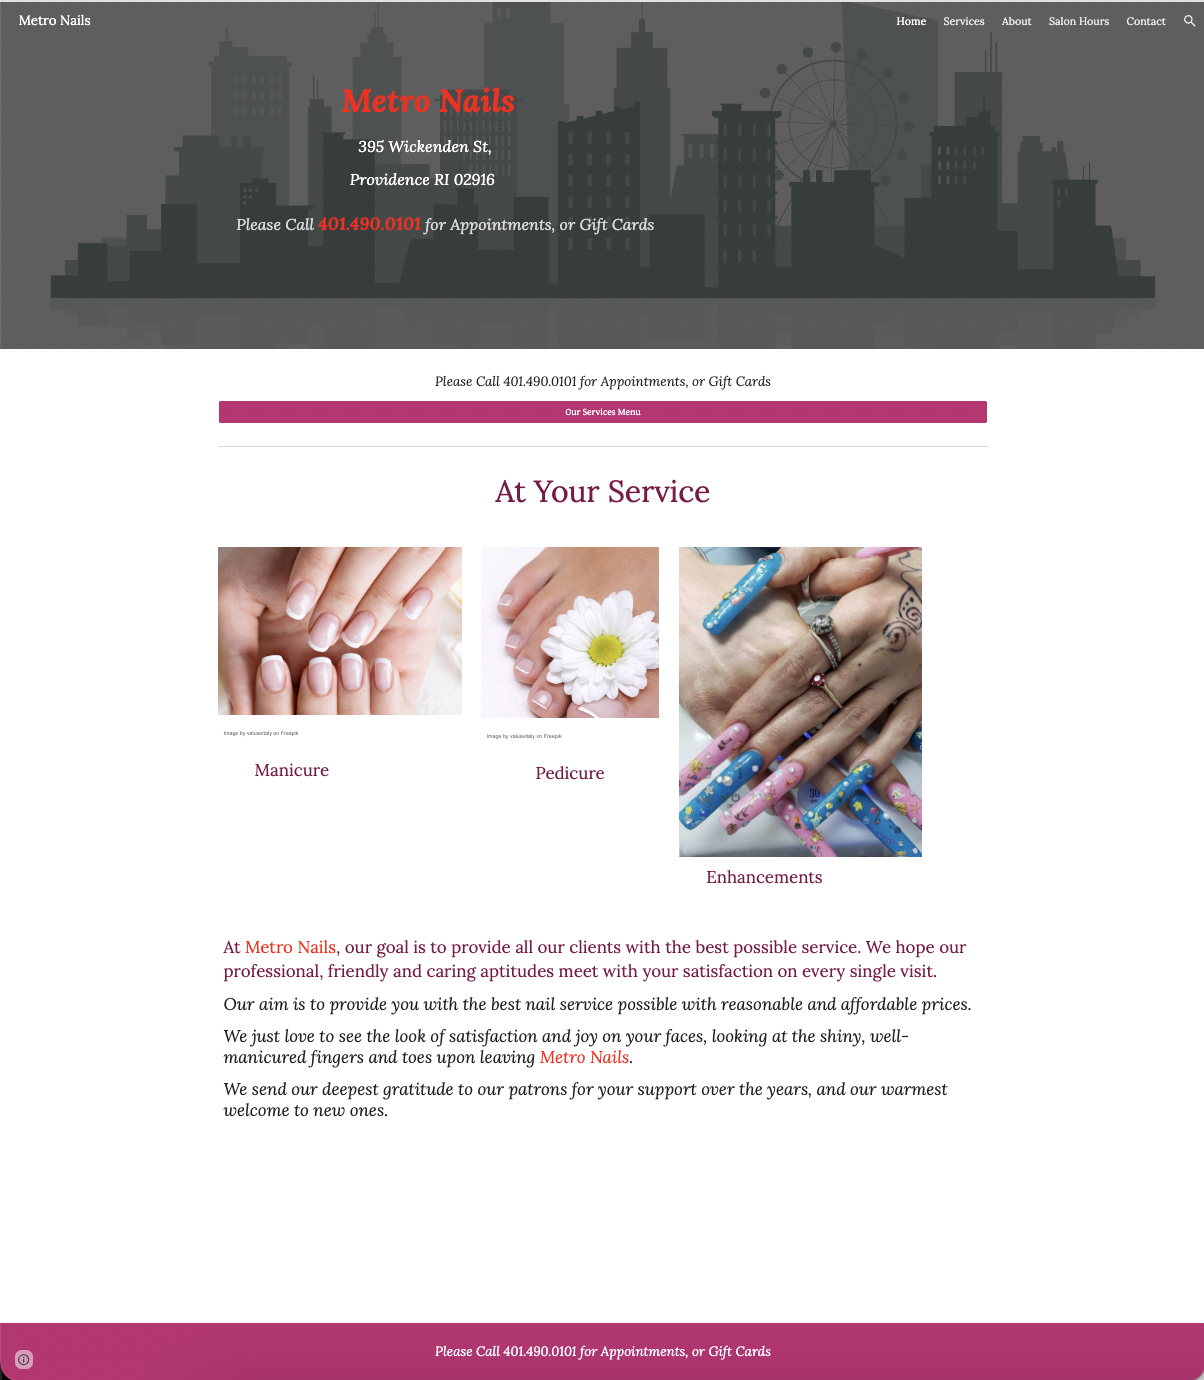 Metro Nails
Home Services About Salon Hours Contact
Metro Nails
395 Wickenden St,
Providence RI 02916
Please Call 401.490.0101 for Appointments, or Gift Cards
Please Call 401.490.0101 for Appointments, or Gift Cards
Our Services Menu
At Your Service
Image by valuavitaly on Freepik
Manicure
Image by valuavitaly on Freepik
Pedicure
30
Enhancements
At Metro Nails, our goal is to provide all our clients with the best possible service. We hope our
professional, friendly and caring aptitudes meet with your satisfaction on every single visit.
Our aim is to provide you with the best nail service possible with reasonable and affordable prices.
We just love to see the look of satisfaction and joy on your faces, looking at the shiny, well-
manicured fingers and toes upon leaving Metro Nails.
We send our deepest gratitude to our patrons for your support over the years, and our warmest
welcome to new ones.
Please Call 401.490.0101 for Appointments, or Gift Cards